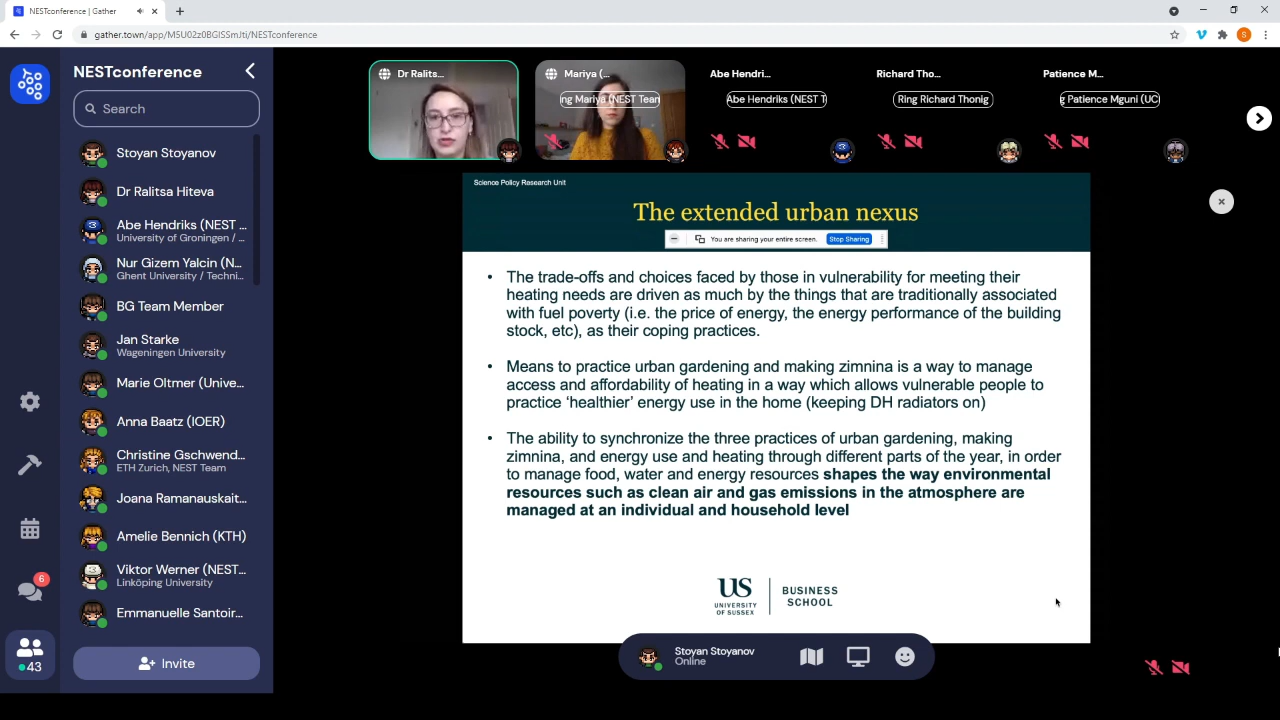 NESTconference | Gather
gather.town/app/M5U02z0BGISSmJti/NESTconference
S
NESTconference
Search
Stoyan Stoyanov
Dr Ralitsa Hiteva
Abe Hendriks (NEST ...
University of Groningen / ...
Nur Gizem Yalcin (N...
Ghent University / Techni...
BG Team Member
Jan Starke
Wageningen University
Marie Oltmer (Unive...
Anna Baatz (IOER)
Christine Gschwend...
ETH Zurich, NEST Team
Joana Ramanauskait...
Amelie Bennich (KTH)
Viktor Werner (NEST...
Linköping University
Emmanuelle Santoir...
Invite
6
43
Dr Ralits...
Mariya (...
ng Mariya (NEST Team
Abe Hendri...
Abe Hendriks (NEST T
Richard Tho...
Ring Richard Thonig
Patience M...
g Patience Mguni (UC
Science Policy Research Unit
The extended urban nexus
You are sharing your entire screen.
Stop Sharing
• The trade-offs and choices faced by those in vulnerability for meeting their
heating needs are driven as much by the things that are traditionally associated
with fuel poverty (i.e. the price of energy, the energy performance of the building
stock, etc), as their coping practices.
• Means to practice urban gardening and making zimnina is a way to manage
access and affordability of heating in a way which allows vulnerable people to
practice ‘healthier’ energy use in the home (keeping DH radiators on)
• The ability to synchronize the three practices of urban gardening, making
zimnina, and energy use and heating through different parts of the year, in order
to manage food, water and energy resources shapes the way environmental
resources such as clean air and gas emissions in the atmosphere are
managed at an individual and household level
US
UNIVERSITY
OF SUSSEX
BUSINESS
SCHOOL
Stoyan Stoyanov
Online